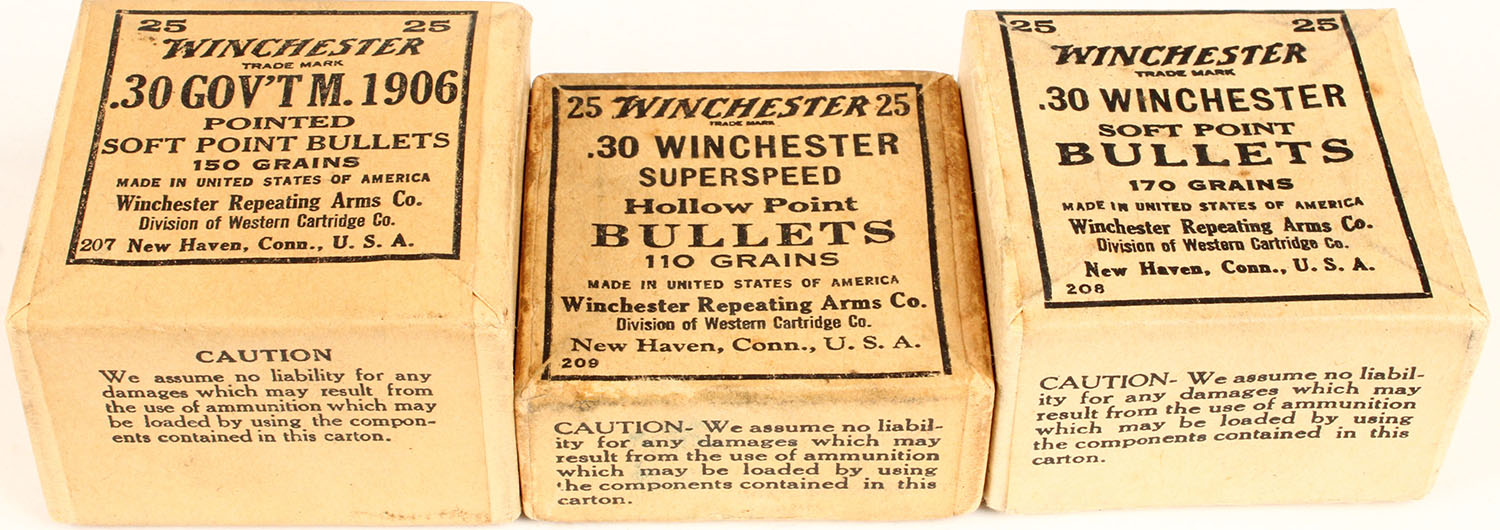 25 25
WINCHESTER
TRADE MARK
.30 GOV'T M. 1906
POINTED
SOFT POINT BULLETS
150 GRAINS
MADE IN UNITED STATES OF AMERICA
Winchester Repeating Arms Co.
Division of Western Cartridge Co.
207 New Haven, Conn., U. S. A.
CAUTION
We assume no liability for any
damages which may result from
the use of ammunition which may
be loaded by using the compon-
ents contained in this carton.
25 WINCHESTER 25
TRADE MARK
.30 WINCHESTER
SUPERSPEED
Hollow Point
BULLETS
110 GRAINS
MADE IN UNITED STATES OF AMERICA
Winchester Repeating Arms Co.
Division of Western Cartridge Co.
New Haven, Conn., U. S. A.
209
CAUTION- We assume no liabil-
ity for any damages which may
result from the use of ammunition
which may be loaded by using
the components contained in this
carton.
25 25
WINCHESTER
TRADE MARK
.30 WINCHESTER
SOFT POINT
BULLETS
170 GRAINS
MADE IN UNITED STATES OF AMERICA
Winchester Repeating Arms Co.
Division of Western Cartridge Co.
New Haven, Conn., U. S. A.
208
CAUTION- We assume no liabil-
ity for any damages which may
result from the use of ammunition
which may be loaded by using
the components contained in this
carton.